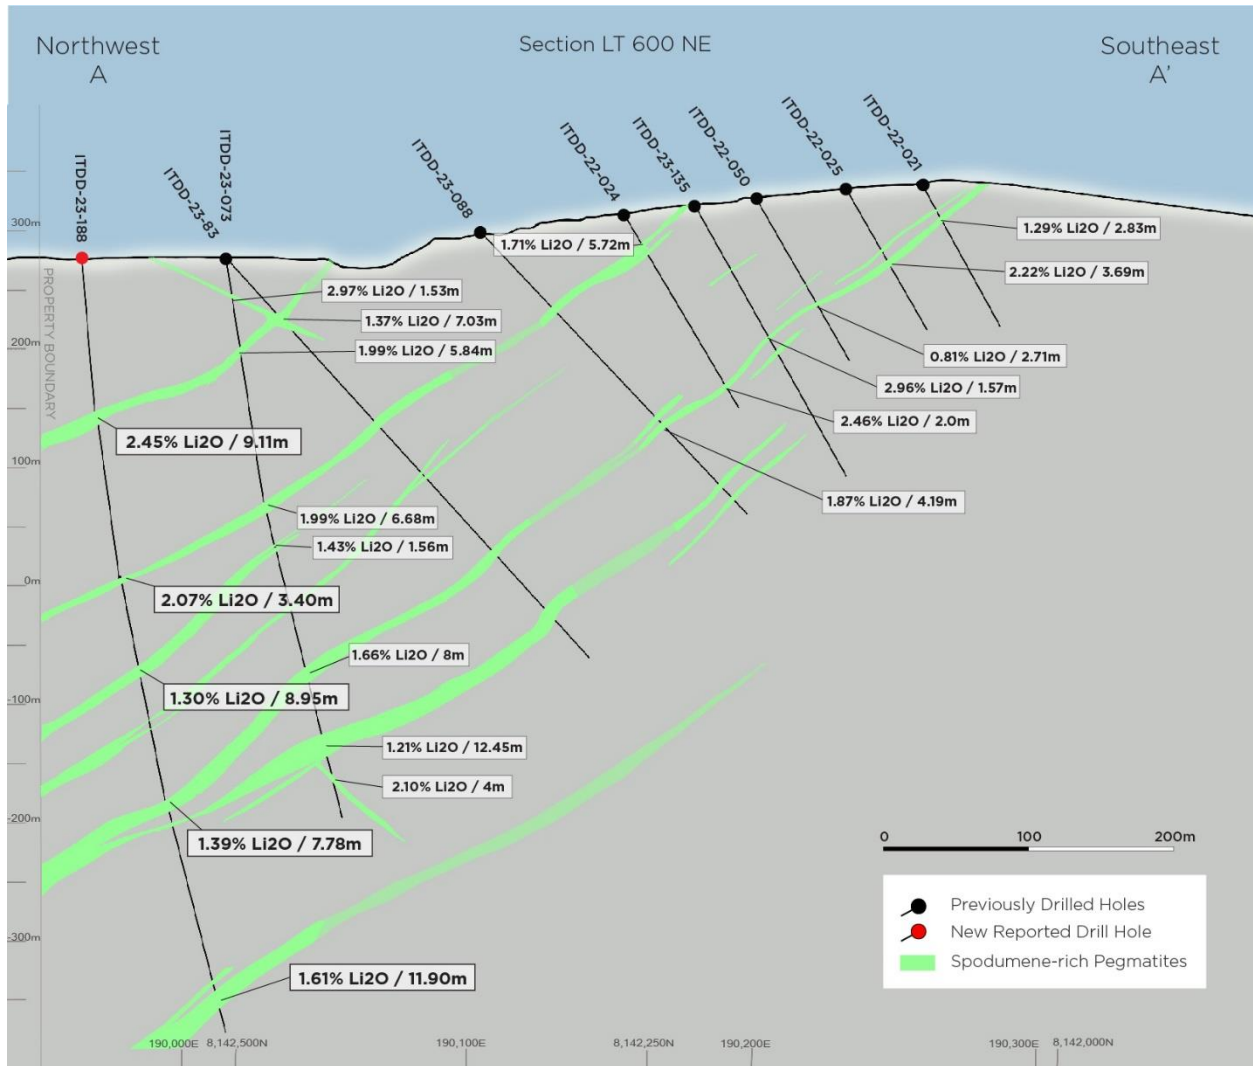 Northwest
A
Section LT 600 NE
Southeast
A'
ITDD-23-188
ITDD-23-83
ITDD-23-073
ITDD-23-088
ITDD-22-024
ITDD-23-135
ITDD-22-050
ITDD-22-025
ITDD-22-021
PROPERTY BOUNDARY
300m
200m
100m
0m
-100m
-200m
-300m
1.71% Li2O / 5.72m
1.29% Li2O / 2.83m
2.22% Li2O / 3.69m
2.97% Li2O / 1.53m
1.37% Li2O / 7.03m
1.99% Li2O / 5.84m
0.81% Li2O / 2.71m
2.96% Li2O / 1.57m
2.46% Li2O / 2.0m
2.45% Li2O / 9.11m
1.87% Li2O / 4.19m
1.99% Li2O / 6.68m
1.43% Li2O / 1.56m
2.07% Li2O / 3.40m
1.66% Li2O / 8m
1.30% Li2O / 8.95m
1.21% Li2O / 12.45m
2.10% Li2O / 4m
1.39% Li2O / 7.78m
1.61% Li2O / 11.90m
0 100 200m
Previously Drilled Holes
New Reported Drill Hole
Spodumene-rich Pegmatites
190,000E 8,142,500N 190,100E 8,142,250N 190,200E 190,300E 8,142,000N